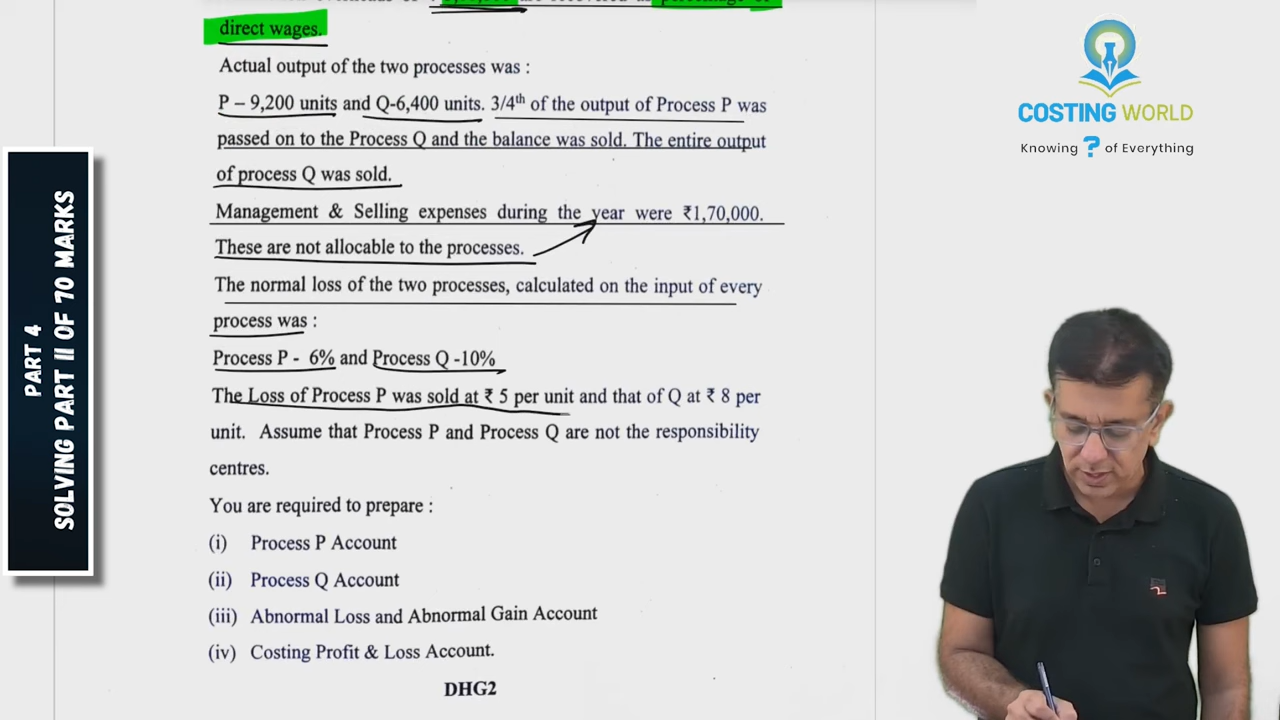 direct wages.
Actual output of the two processes was :
P – 9,200 units and Q-6,400 units. 3/4th of the output of Process P was
passed on to the Process Q and the balance was sold. The entire output
of process Q was sold.
Management & Selling expenses during the year were ₹1,70,000.
These are not allocable to the processes.
The normal loss of the two processes, calculated on the input of every
process was :
Process P - 6% and Process Q -10%
The Loss of Process P was sold at ₹ 5 per unit and that of Q at ₹ 8 per
unit. Assume that Process P and Process Q are not the responsibility
centres.
You are required to prepare :
(i) Process P Account
(ii) Process Q Account
(iii) Abnormal Loss and Abnormal Gain Account
(iv) Costing Profit & Loss Account.
DHG2
PART 4
SOLVING PART II OF 70 MARKS
COSTING WORLD
Knowing ? of Everything